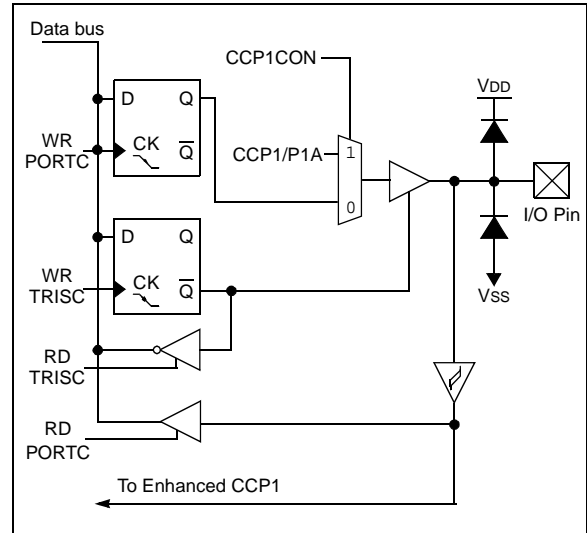 Data bus
CCP1CON
VDD
D Q
WR
PORTC
CK Q
CCP1/P1A
1
0
I/O Pin
D Q
VSS
WR
TRISC
CK Q
RD
TRISC
RD
PORTC
To Enhanced CCP1